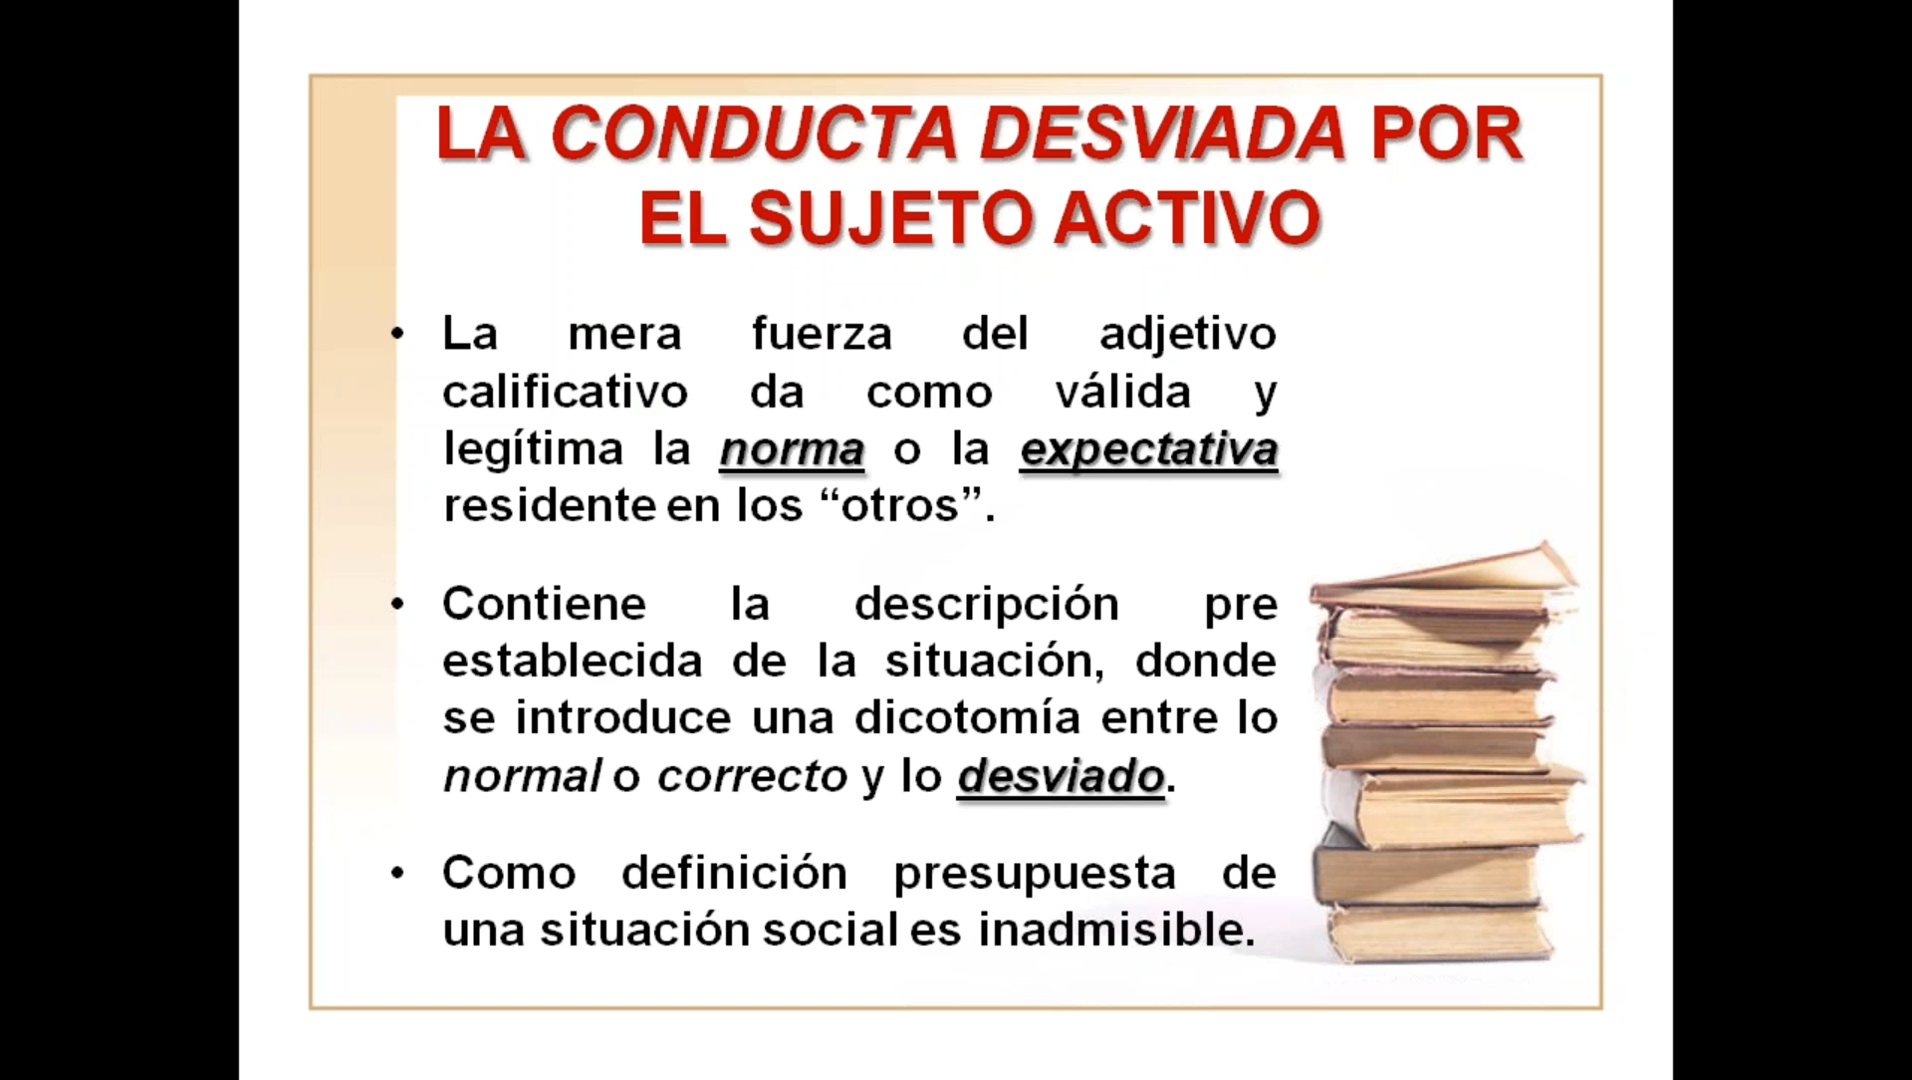 LA CONDUCTA DESVIADA POR
EL SUJETO ACTIVO
• La mera fuerza del adjetivo
calificativo da como válida y
legítima la norma o la expectativa
residente en los “otros”.
• Contiene la descripción pre
establecida de la situación, donde
se introduce una dicotomía entre lo
normal o correcto y lo desviado.
• Como definición presupuesta de
una situación social es inadmisible.